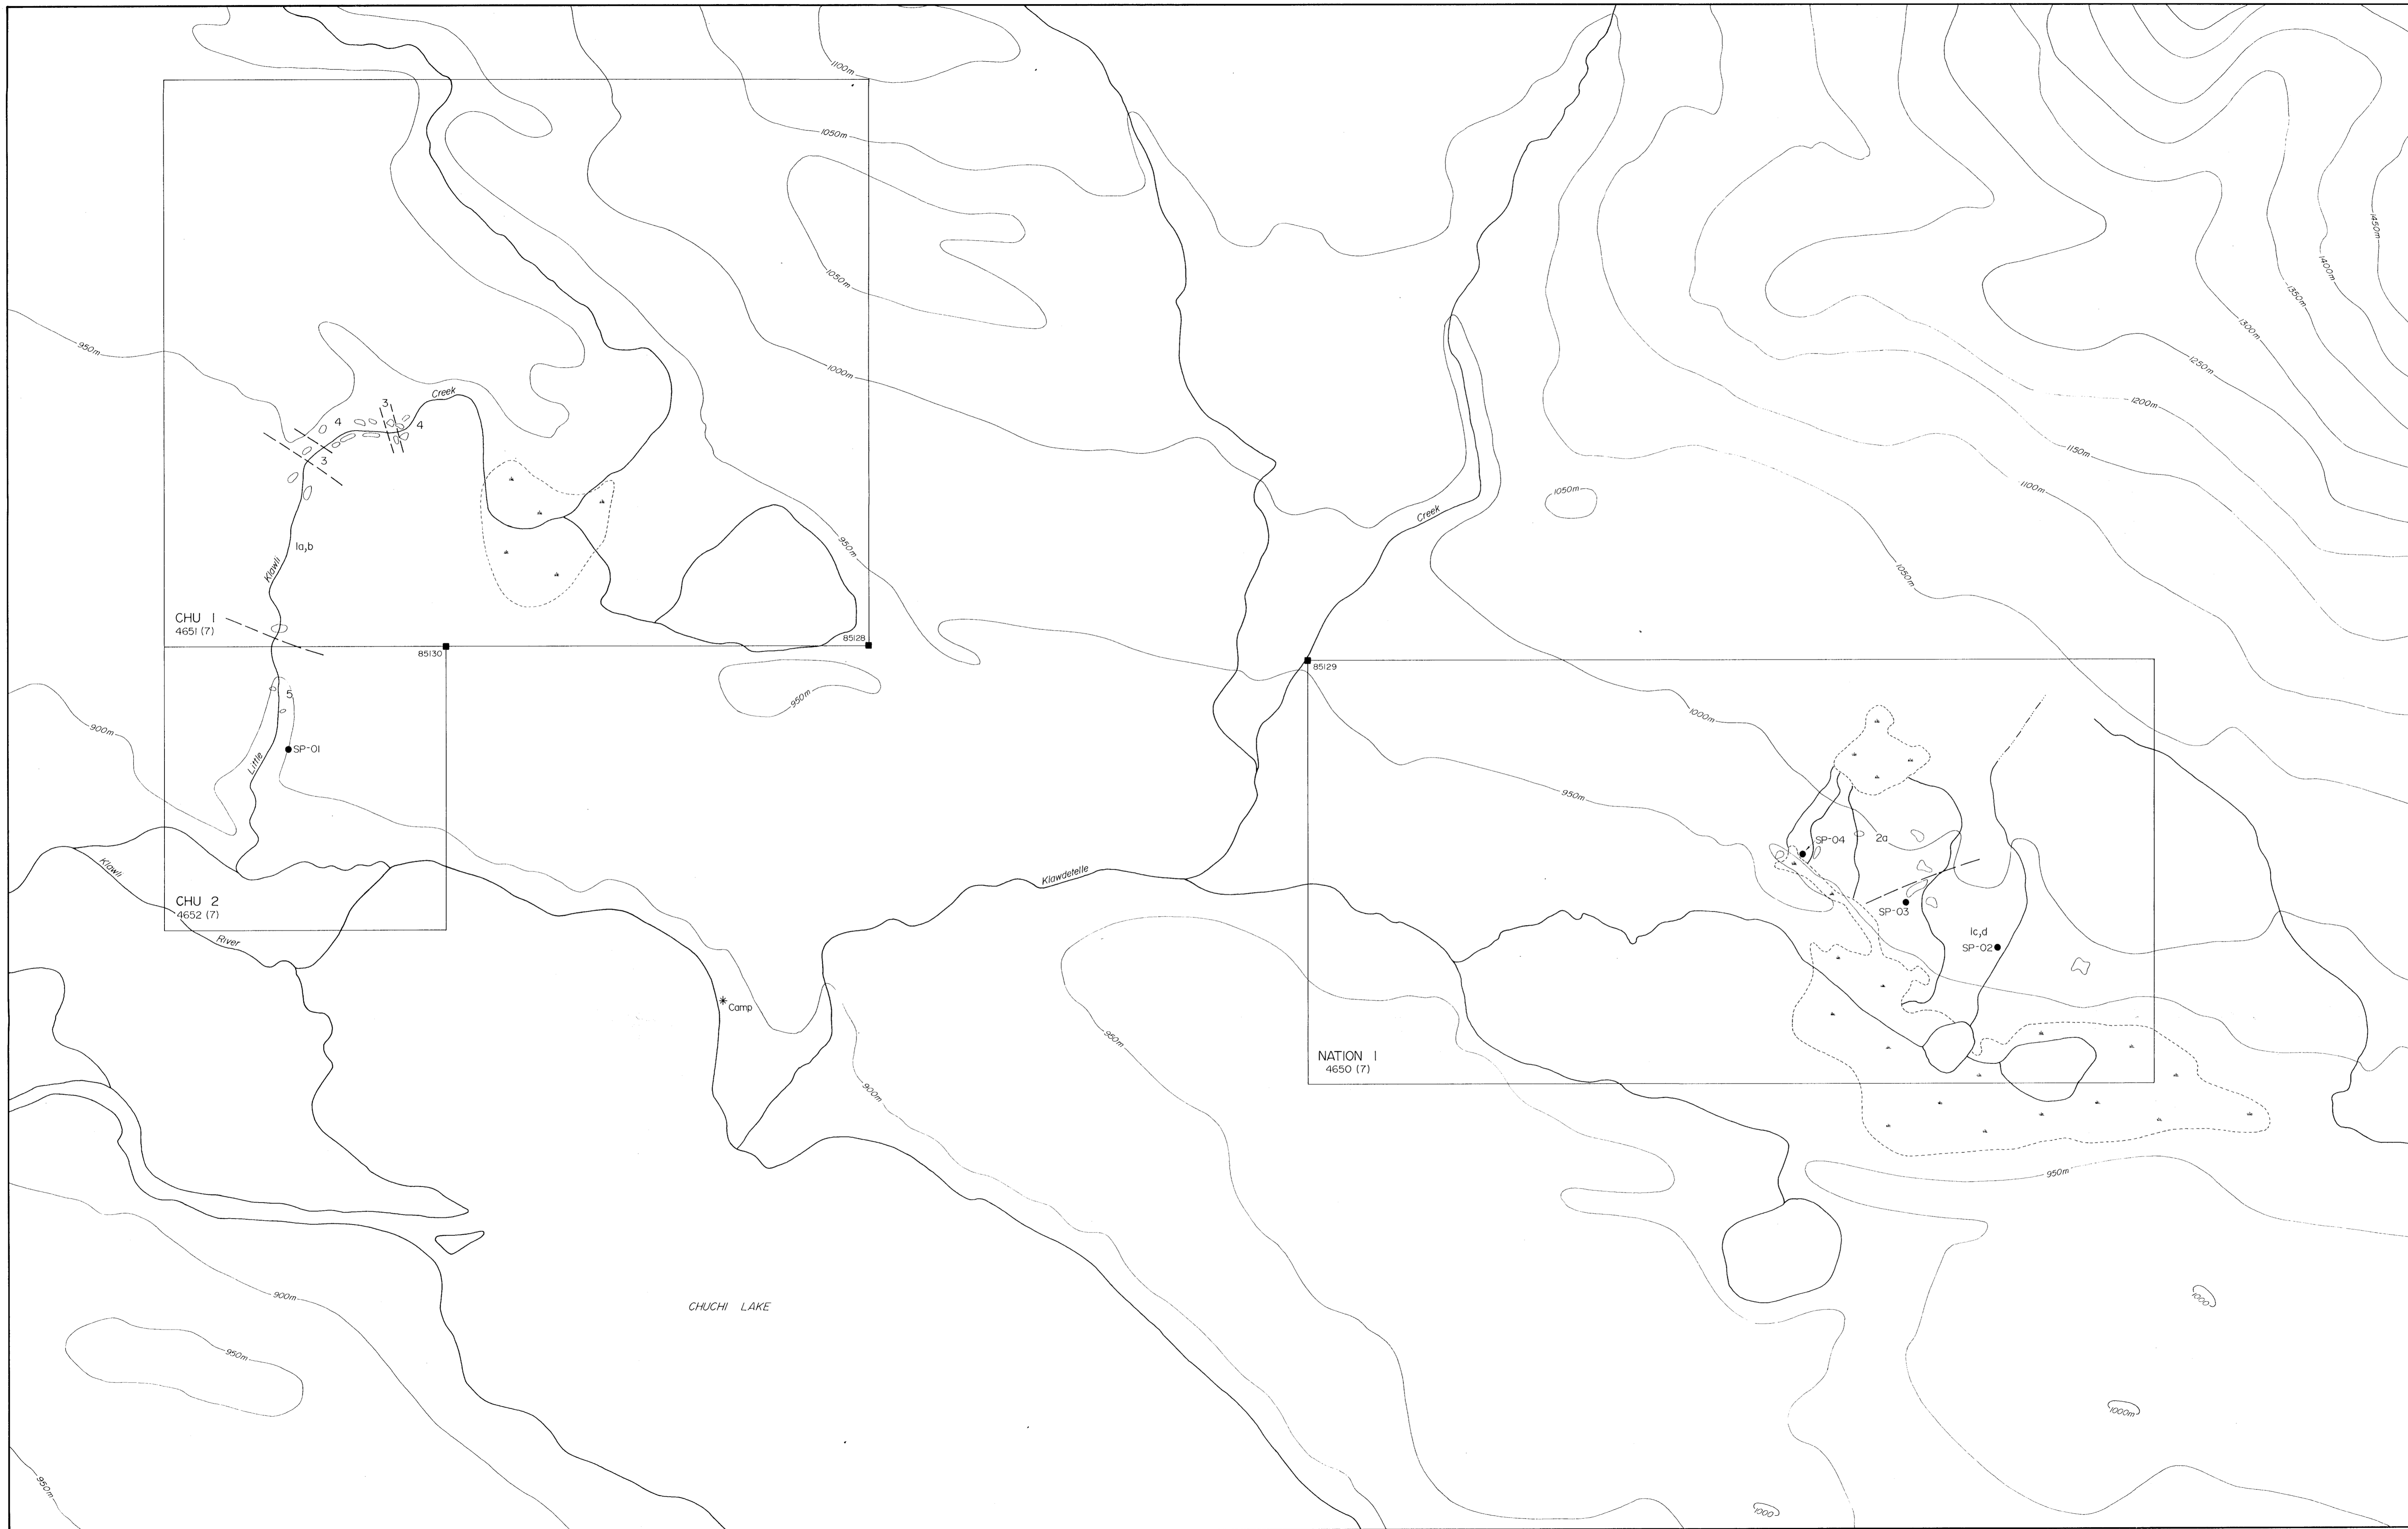 1100m
1050m
1050m
1450m
1400m
1350m
1300m
1250m
1200m
1150m
1100m
1050m
1050m
1000m
950m
950m
Creek
3
4
4
3
1a,b
Klawli
CHU 1
4651 (7)
85128
85130
5
SP-01
Little
900m
950m
Creek
85129
1000m
950m
SP-04
2a
SP-03
1c,d
SP-02
Klawli
CHU 2
4652 (7)
River
Klawdetelle
Camp
950m
NATION 1
4650 (7)
900m
950m
900m
CHUCHI LAKE
950m
1000
1000m
950m
1000